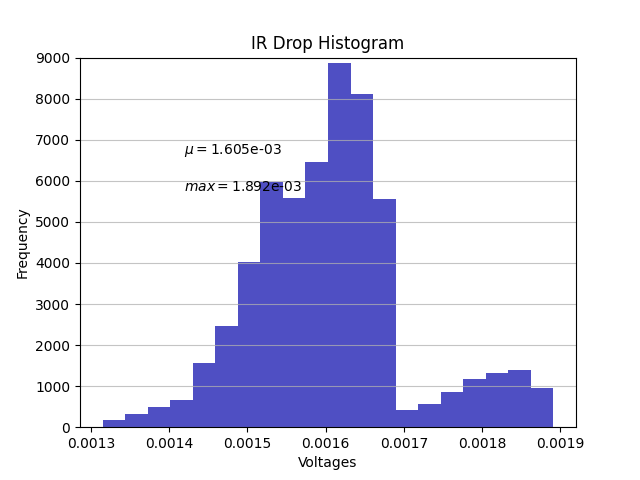 IR Drop Histogram
9000
8000
7000
6000
5000
4000
3000
2000
1000
0
Frequency
μ = 1.605e-03
max = 1.892e-03
0.0013 0.0014 0.0015 0.0016 0.0017 0.0018 0.0019
Voltages